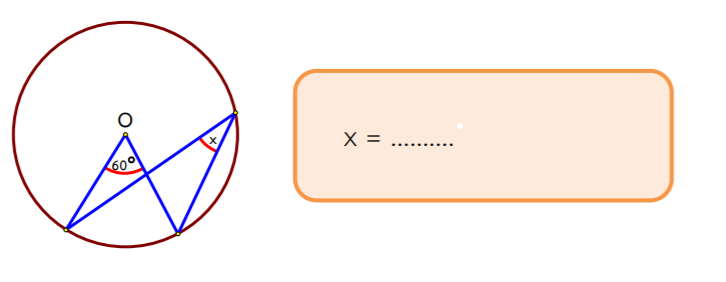 O
60°
x
x = ..........